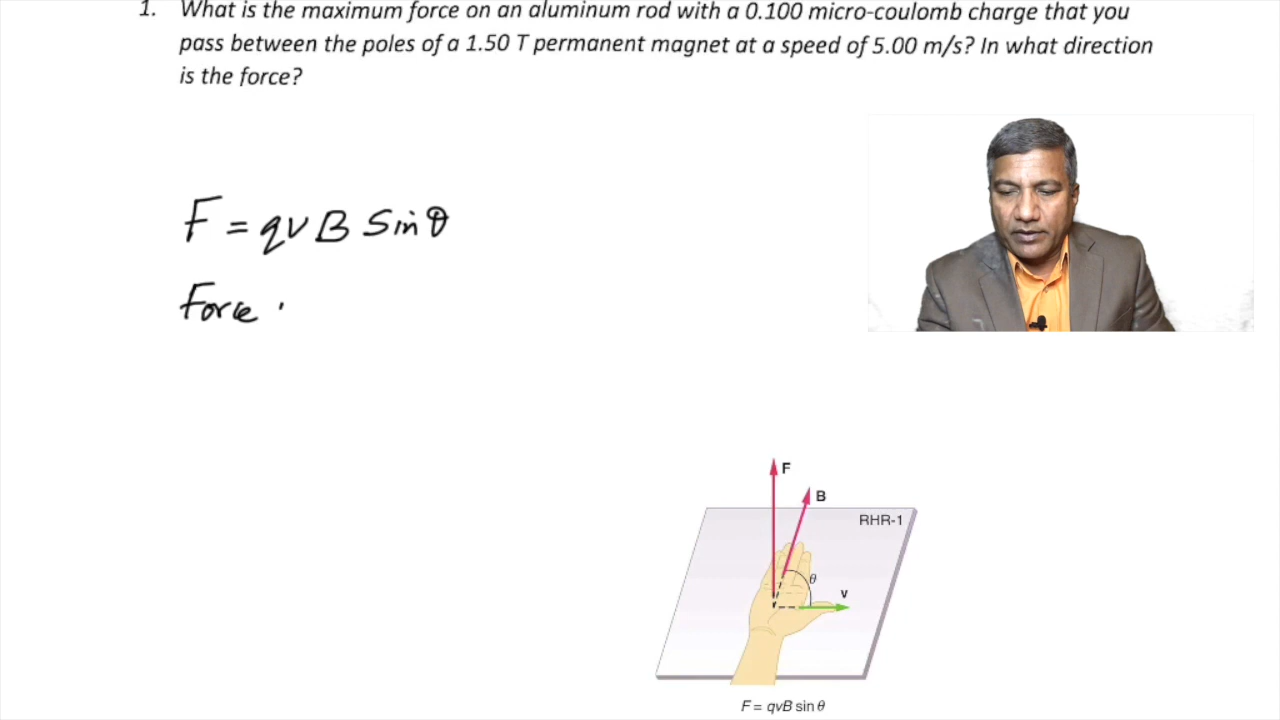 1. What is the maximum force on an aluminum rod with a 0.100 micro-coulomb charge that you
pass between the poles of a 1.50 T permanent magnet at a speed of 5.00 m/s? In what direction
is the force?
F = qvB Sinθ
Force
F
B
RHR-1
θ
v
F = qvB sin θ